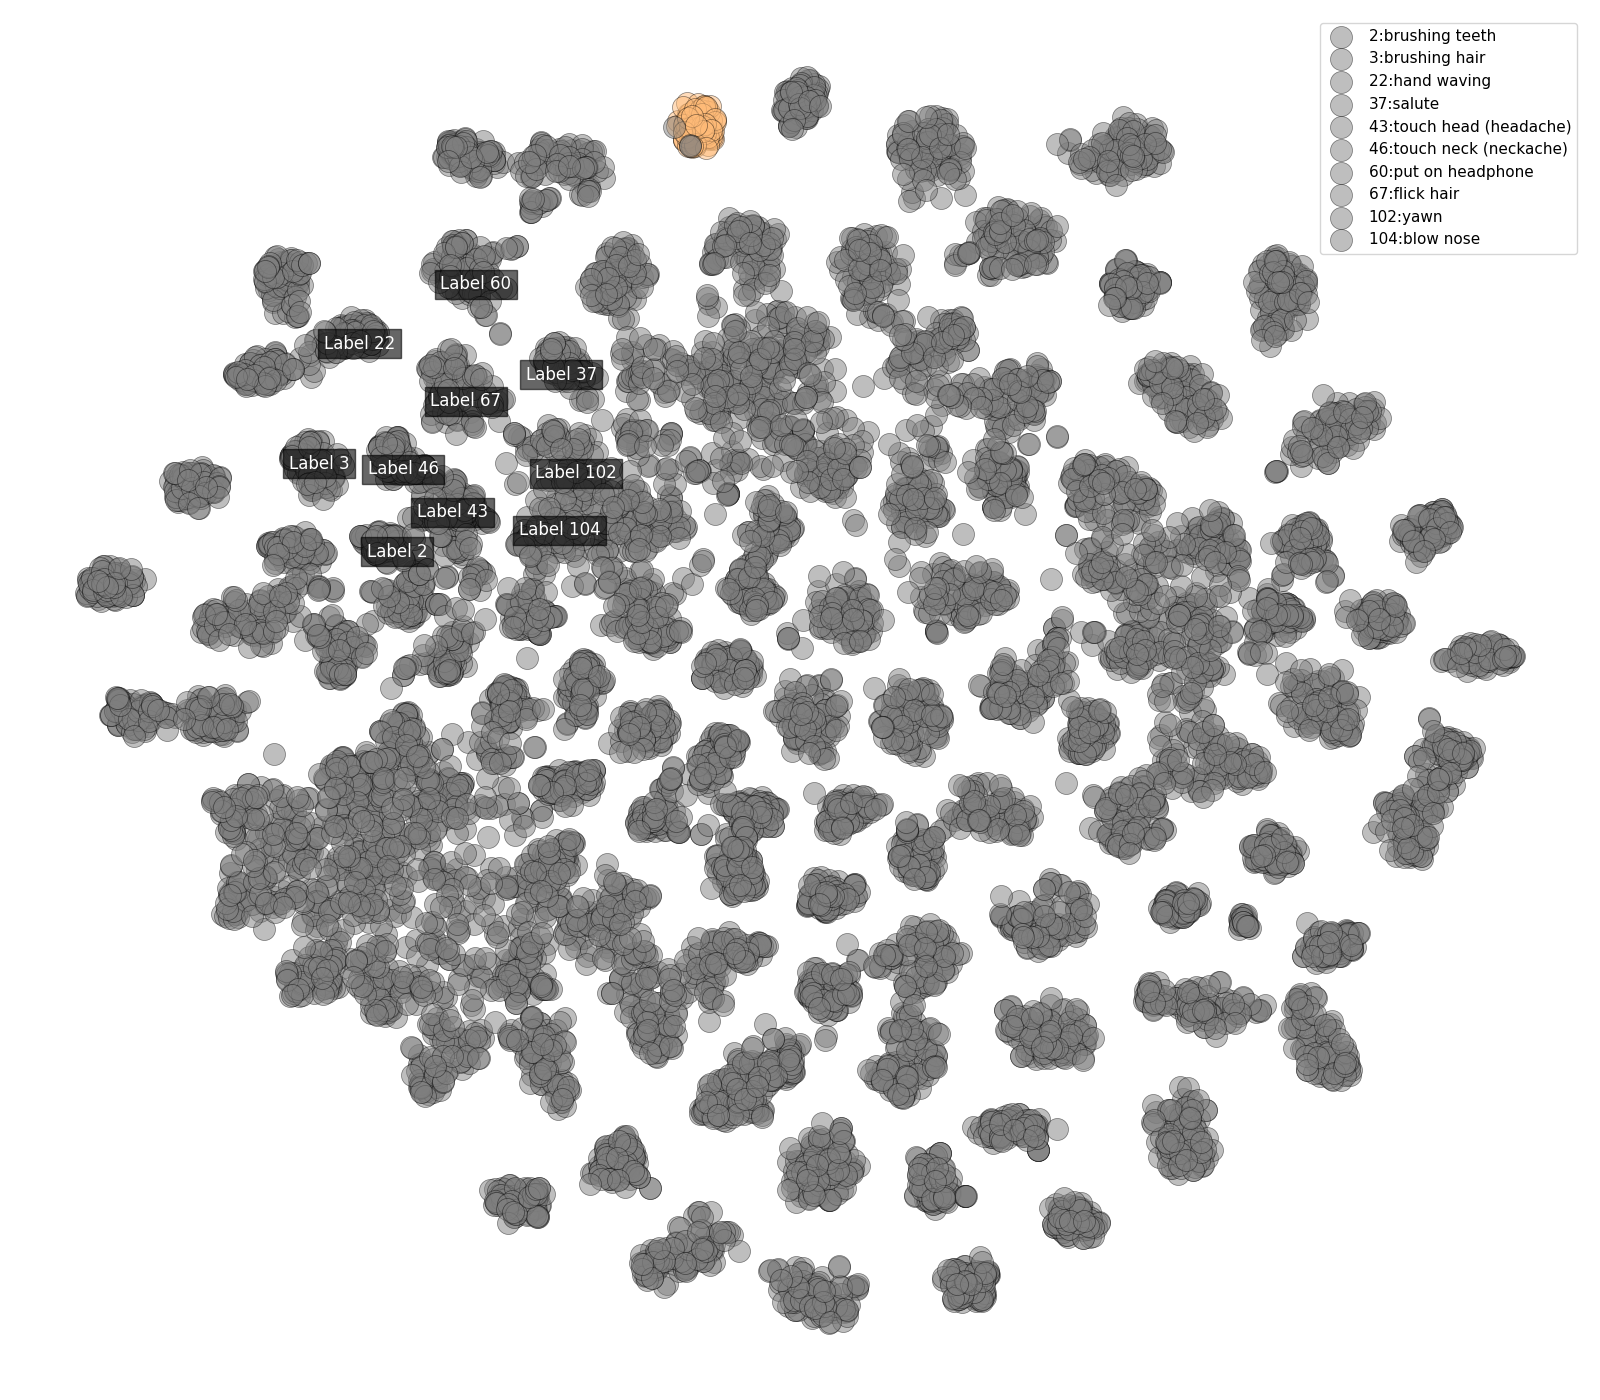 2:brushing teeth
3:brushing hair
22:hand waving
37:salute
43:touch head (headache)
46:touch neck (neckache)
60:put on headphone
67:flick hair
102:yawn
104:blow nose
Label 60
Label 22
Label 37
Label 67
Label 3
Label 46
Label 102
Label 43
Label 104
Label 2